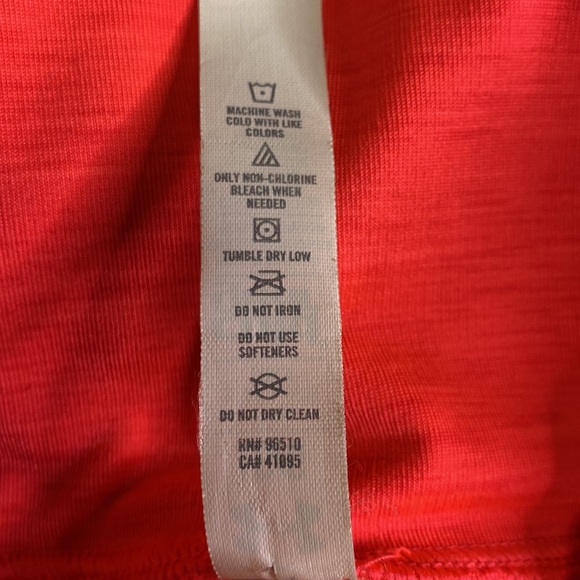 MACHINE WASH
COLD WITH LIKE
COLORS
ONLY NON-CHLORINE
BLEACH WHEN
NEEDED
TUMBLE DRY LOW
DO NOT IRON
DO NOT USE
SOFTENERS
DO NOT DRY CLEAN
RN# 96510
CA# 41095